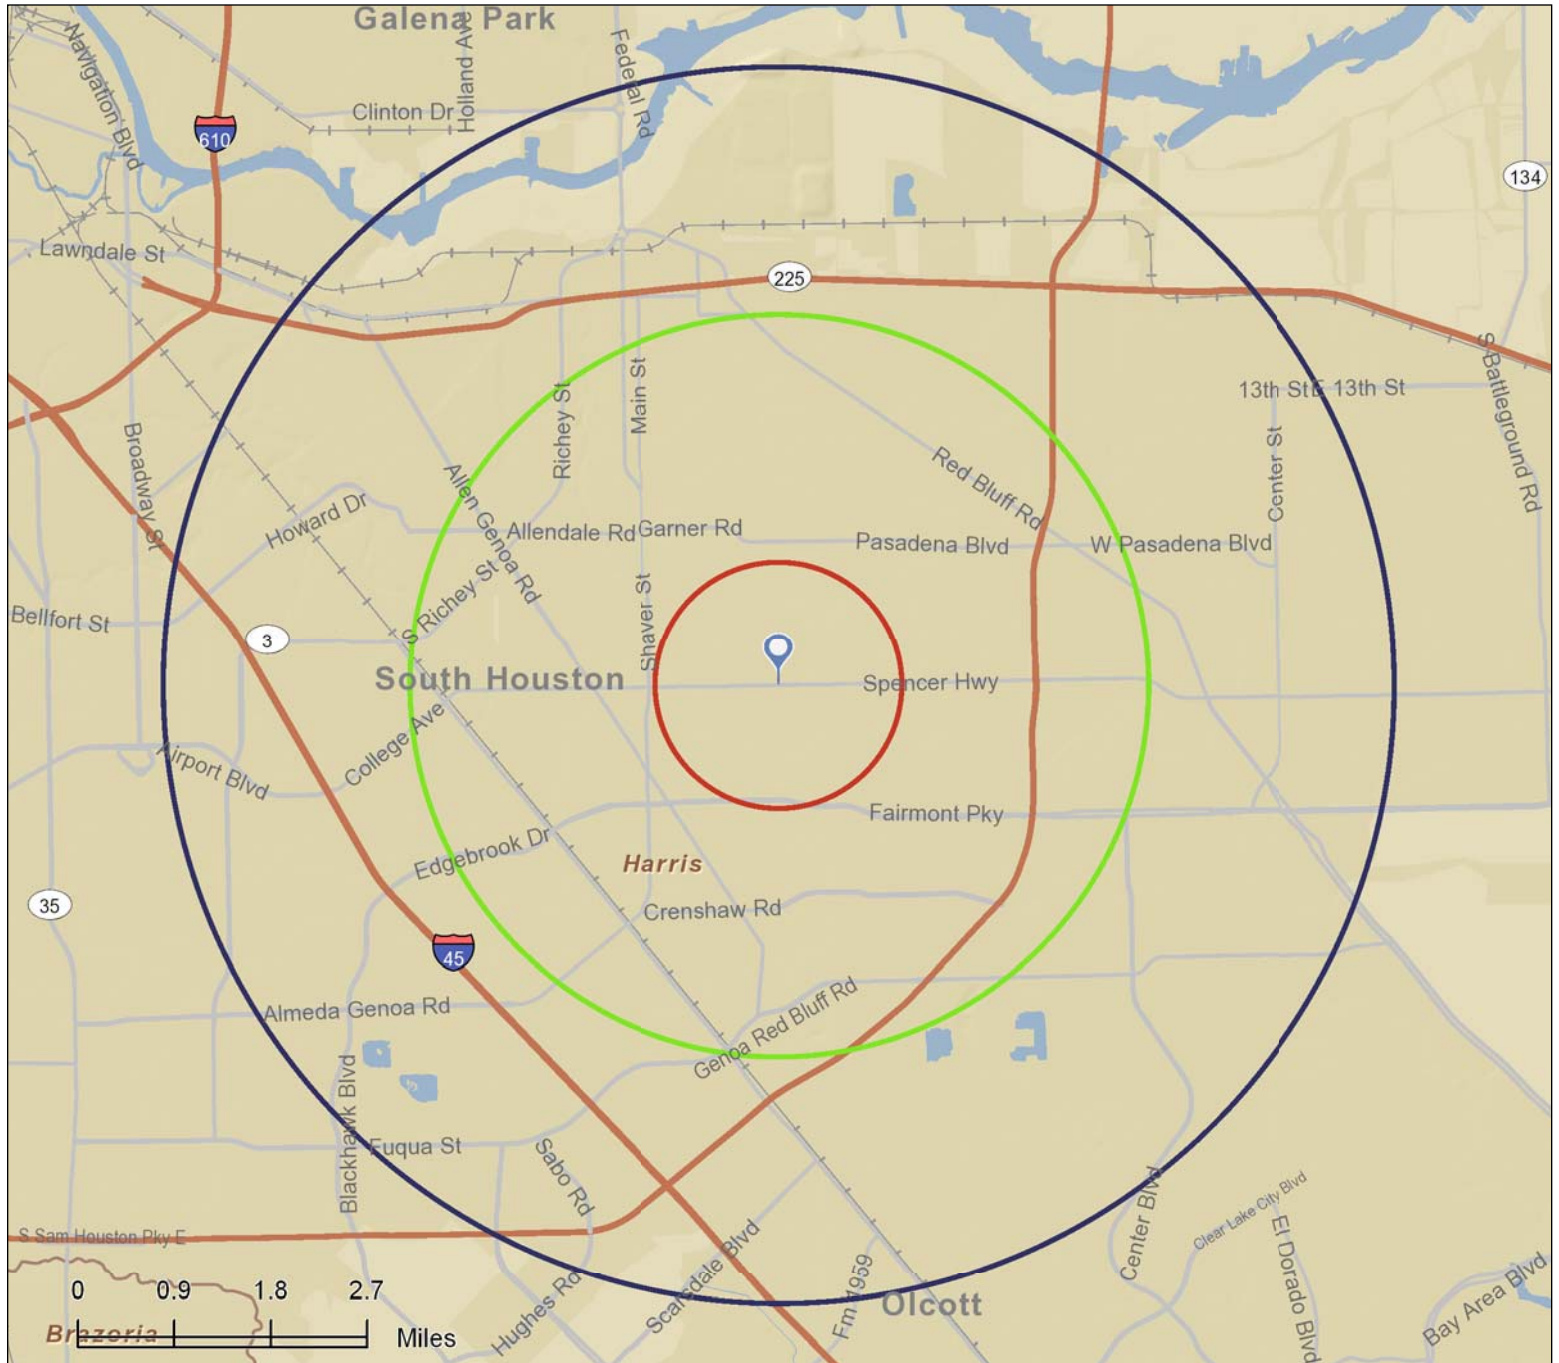 Galena Park
Navigation Blvd
Holland Ave
Federal Rd
Clinton Dr
610
134
Lawndale St
225
S Battleground Rd
13th St
E 13th St
Main St
Richey St
Broadway St
Center St
Allen Genoa Rd
Red Bluff Rd
Howard Dr
Allendale Rd
Garner Rd
Pasadena Blvd
W Pasadena Blvd
S Richey St
Shaver St
Bellfort St
3
South Houston
Spencer Hwy
College Ave
Airport Blvd
Fairmont Pky
Edgebrook Dr
Harris
35
Crenshaw Rd
45
Genoa Red Bluff Rd
Almeda Genoa Rd
Blackhawk Blvd
Fuqua St
Sabo Rd
Center Blvd
Clear Lake City Blvd
S Sam Houston Pky E
El Dorado Blvd
Scarsdale Blvd
Fm 1959
Hughes Rd
Olcott
Bay Area Blvd
0 0.9 1.8 2.7
Brazoria
Miles